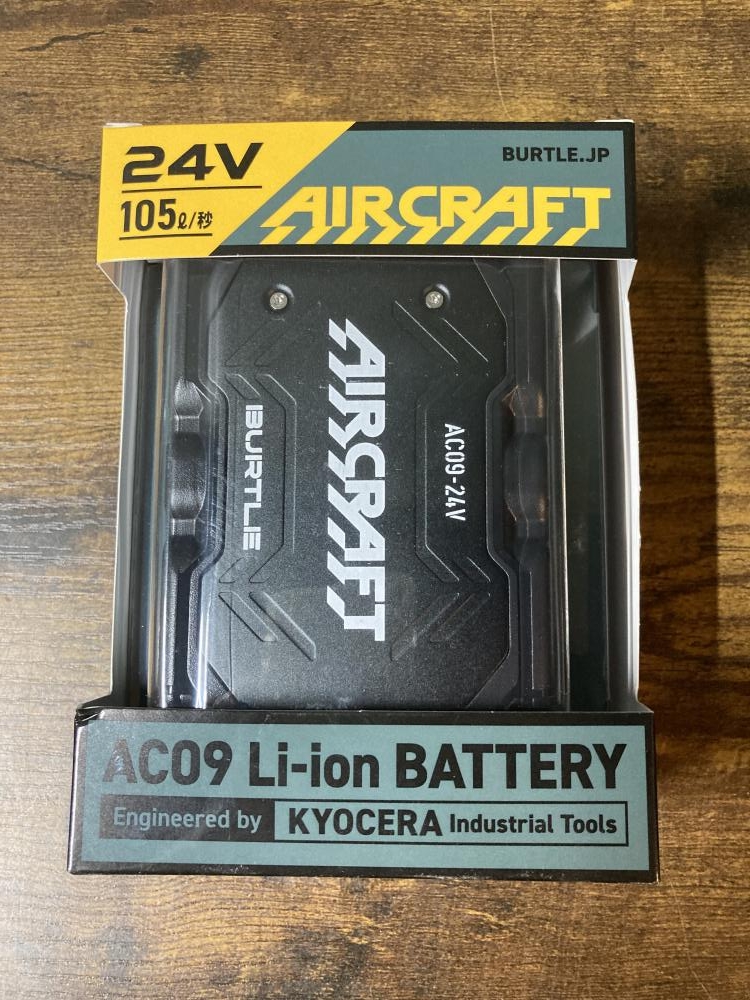 24V
105ℓ/秒
BURTLE.JP
AIRCRAFT
BURTLE
AIRCRAFT
AC09-24V
AC09 Li-ion BATTERY
Engineered by KYOCERA Industrial Tools